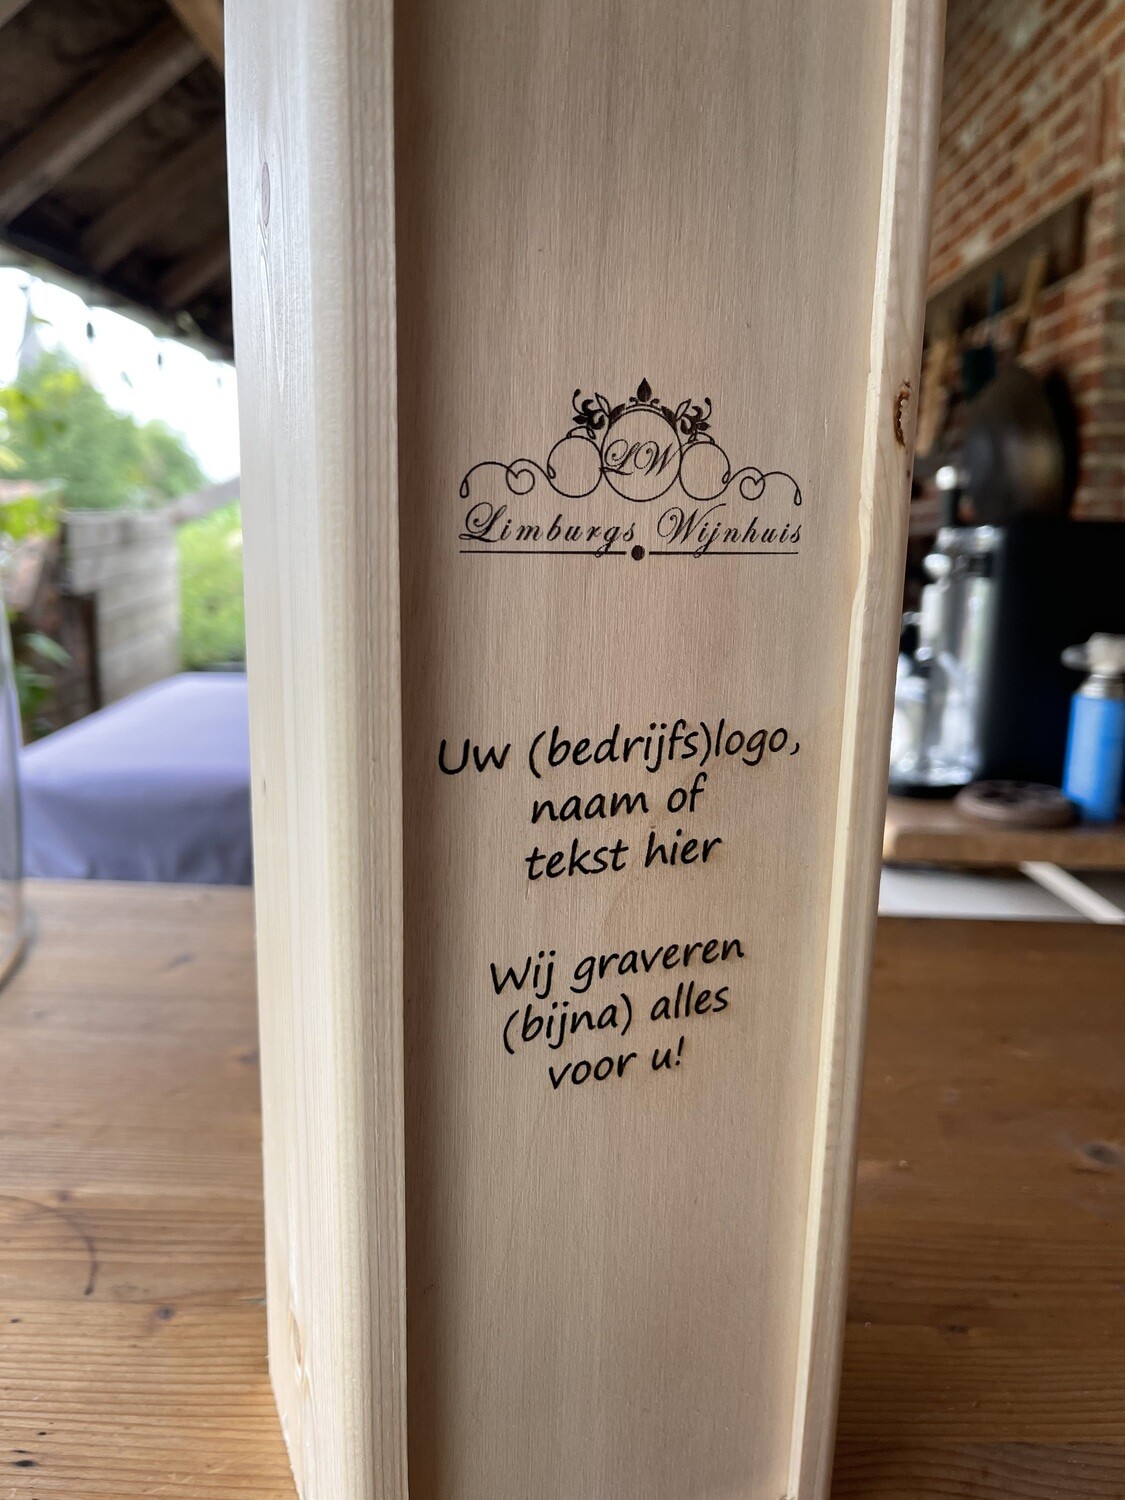 LW
Limburgs Wijnhuis
Uw (bedrijfs)logo,
naam of
tekst hier
Wij graveren
(bijna) alles
voor u!